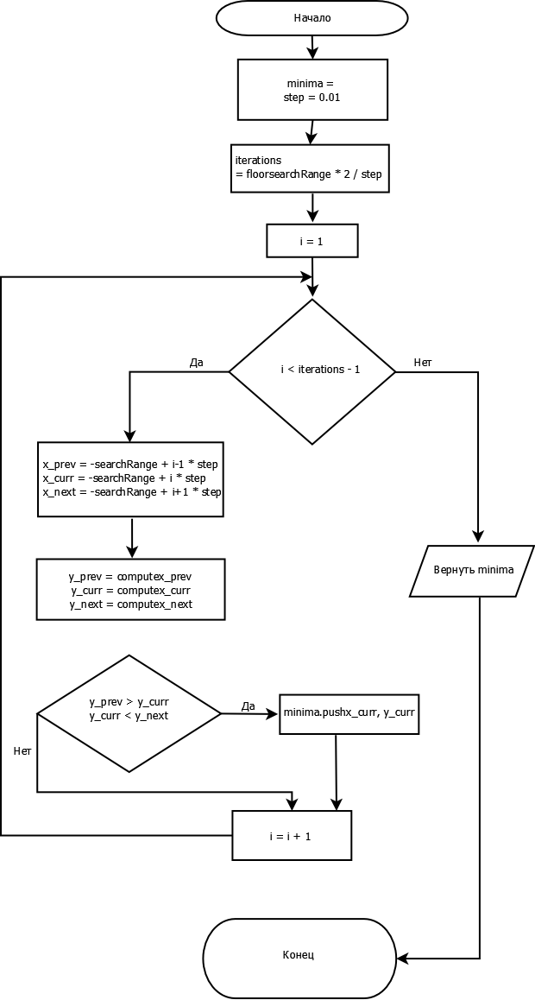 Начало
minima =
step = 0.01
iterations
= floorsearchRange * 2 / step
i = 1
i < iterations - 1
Да
Нет
x_prev = -searchRange + i-1 * step
x_curr = -searchRange + i * step
x_next = -searchRange + i+1 * step
y_prev = computex_prev
y_curr = computex_curr
y_next = computex_next
Вернуть minima
y_prev > y_curr
y_curr < y_next
Да
Нет
minima.pushx_curr, y_curr
i = i + 1
Конец